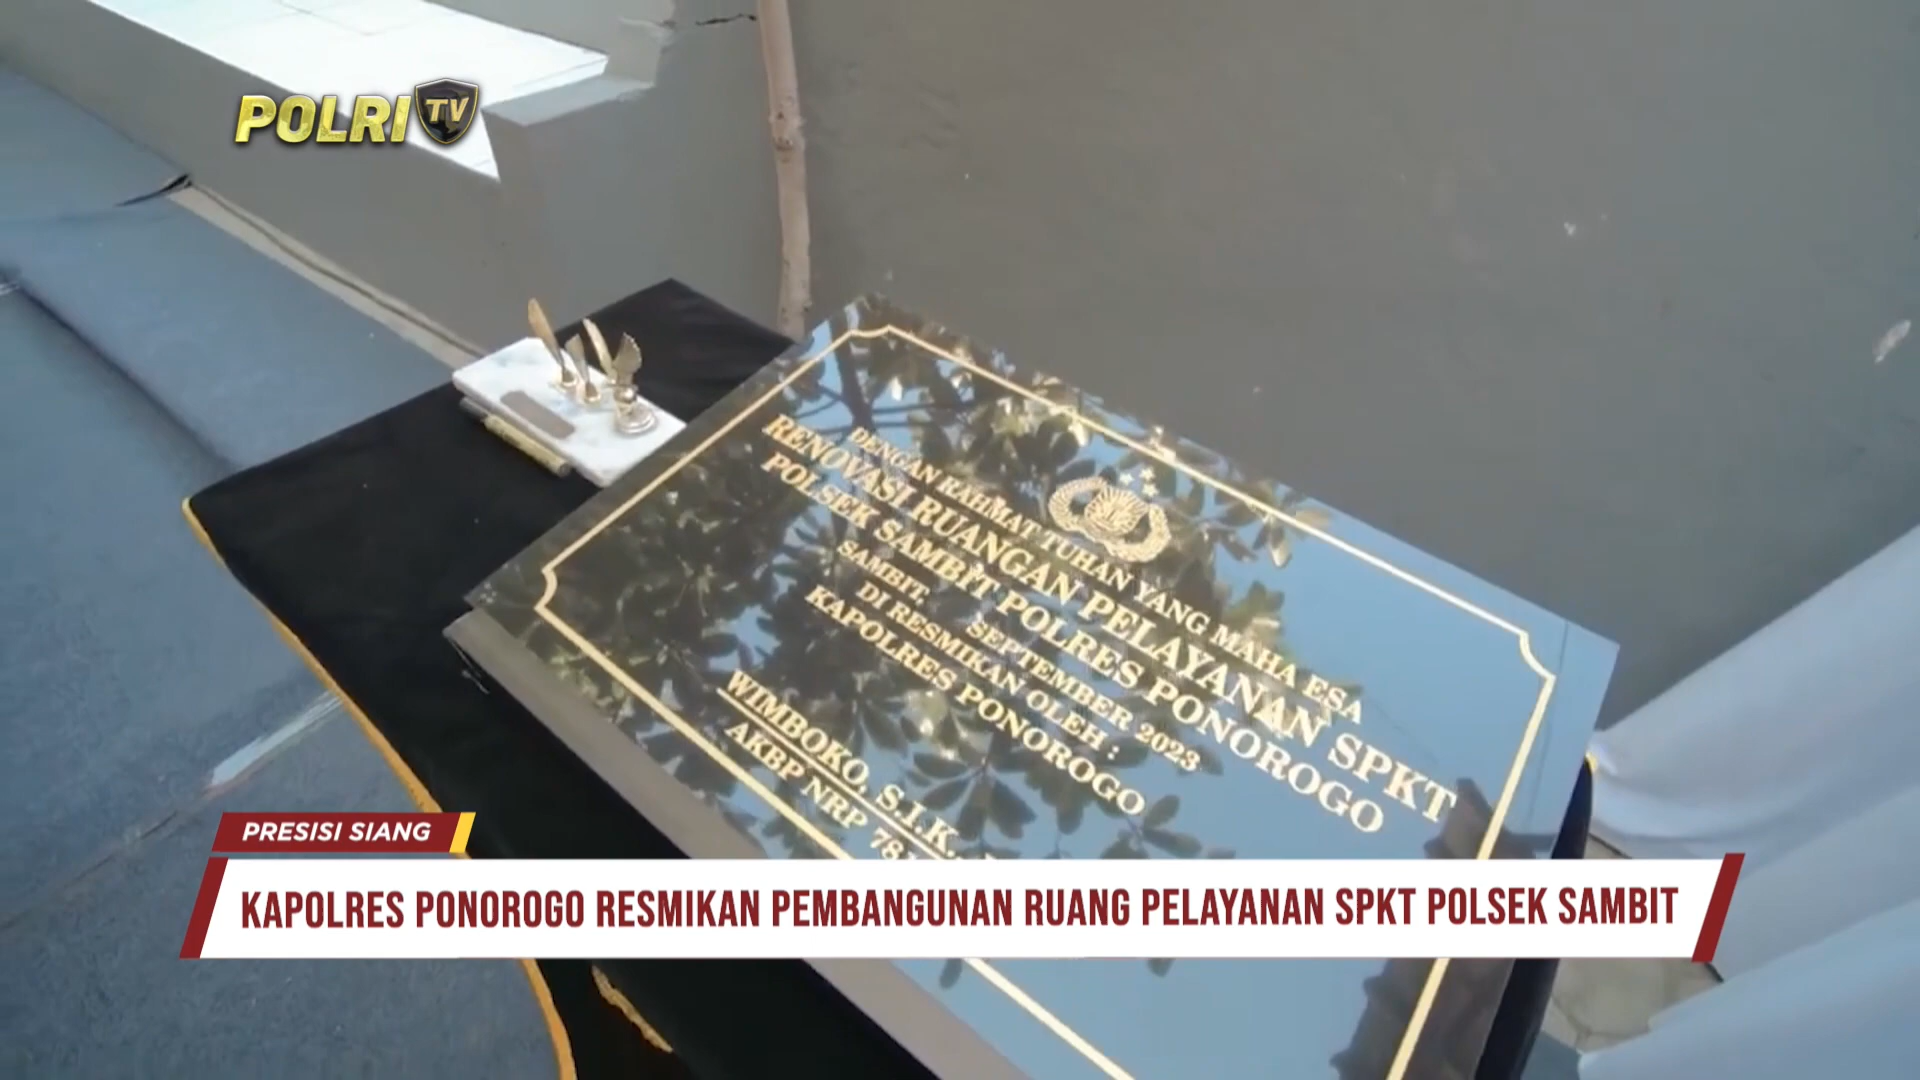 POLRI TV
DENGAN RAHMAT TUHAN YANG MAHA ESA
RENOVASI RUANGAN PELAYANAN SPKT
POLSEK SAMBIT POLRES PONOROGO
SAMBIT, SEPTEMBER 2023
DI RESMIKAN OLEH :
KAPOLRES PONOROGO
WIMBOKO, S.I.K.,
AKBP NRP 781
PRESISI SIANG
KAPOLRES PONOROGO RESMIKAN PEMBANGUNAN RUANG PELAYANAN SPKT POLSEK SAMBIT